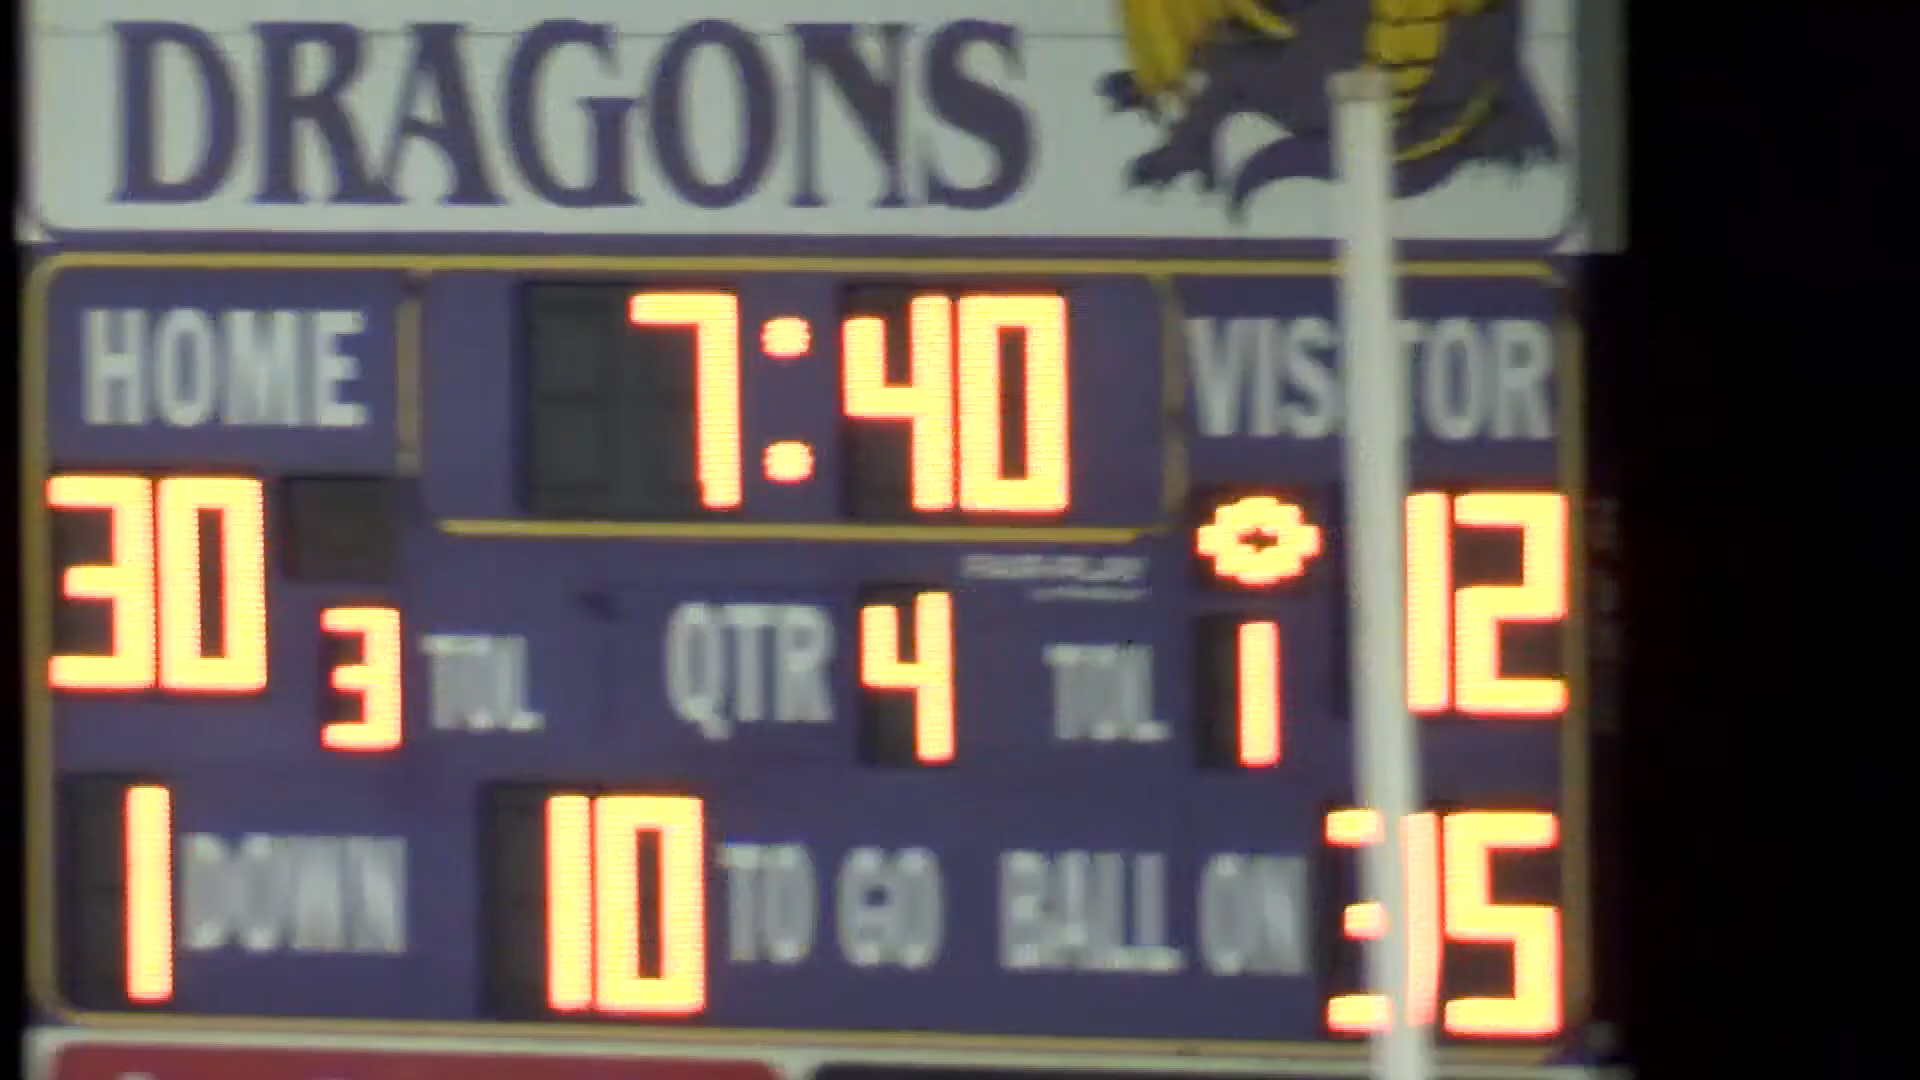 DRAGONS
HOME 7:40 VISITOR
30 12
3 TOL QTR 4 TOL 1
1 DOWN 10 TO GO BALL ON 35